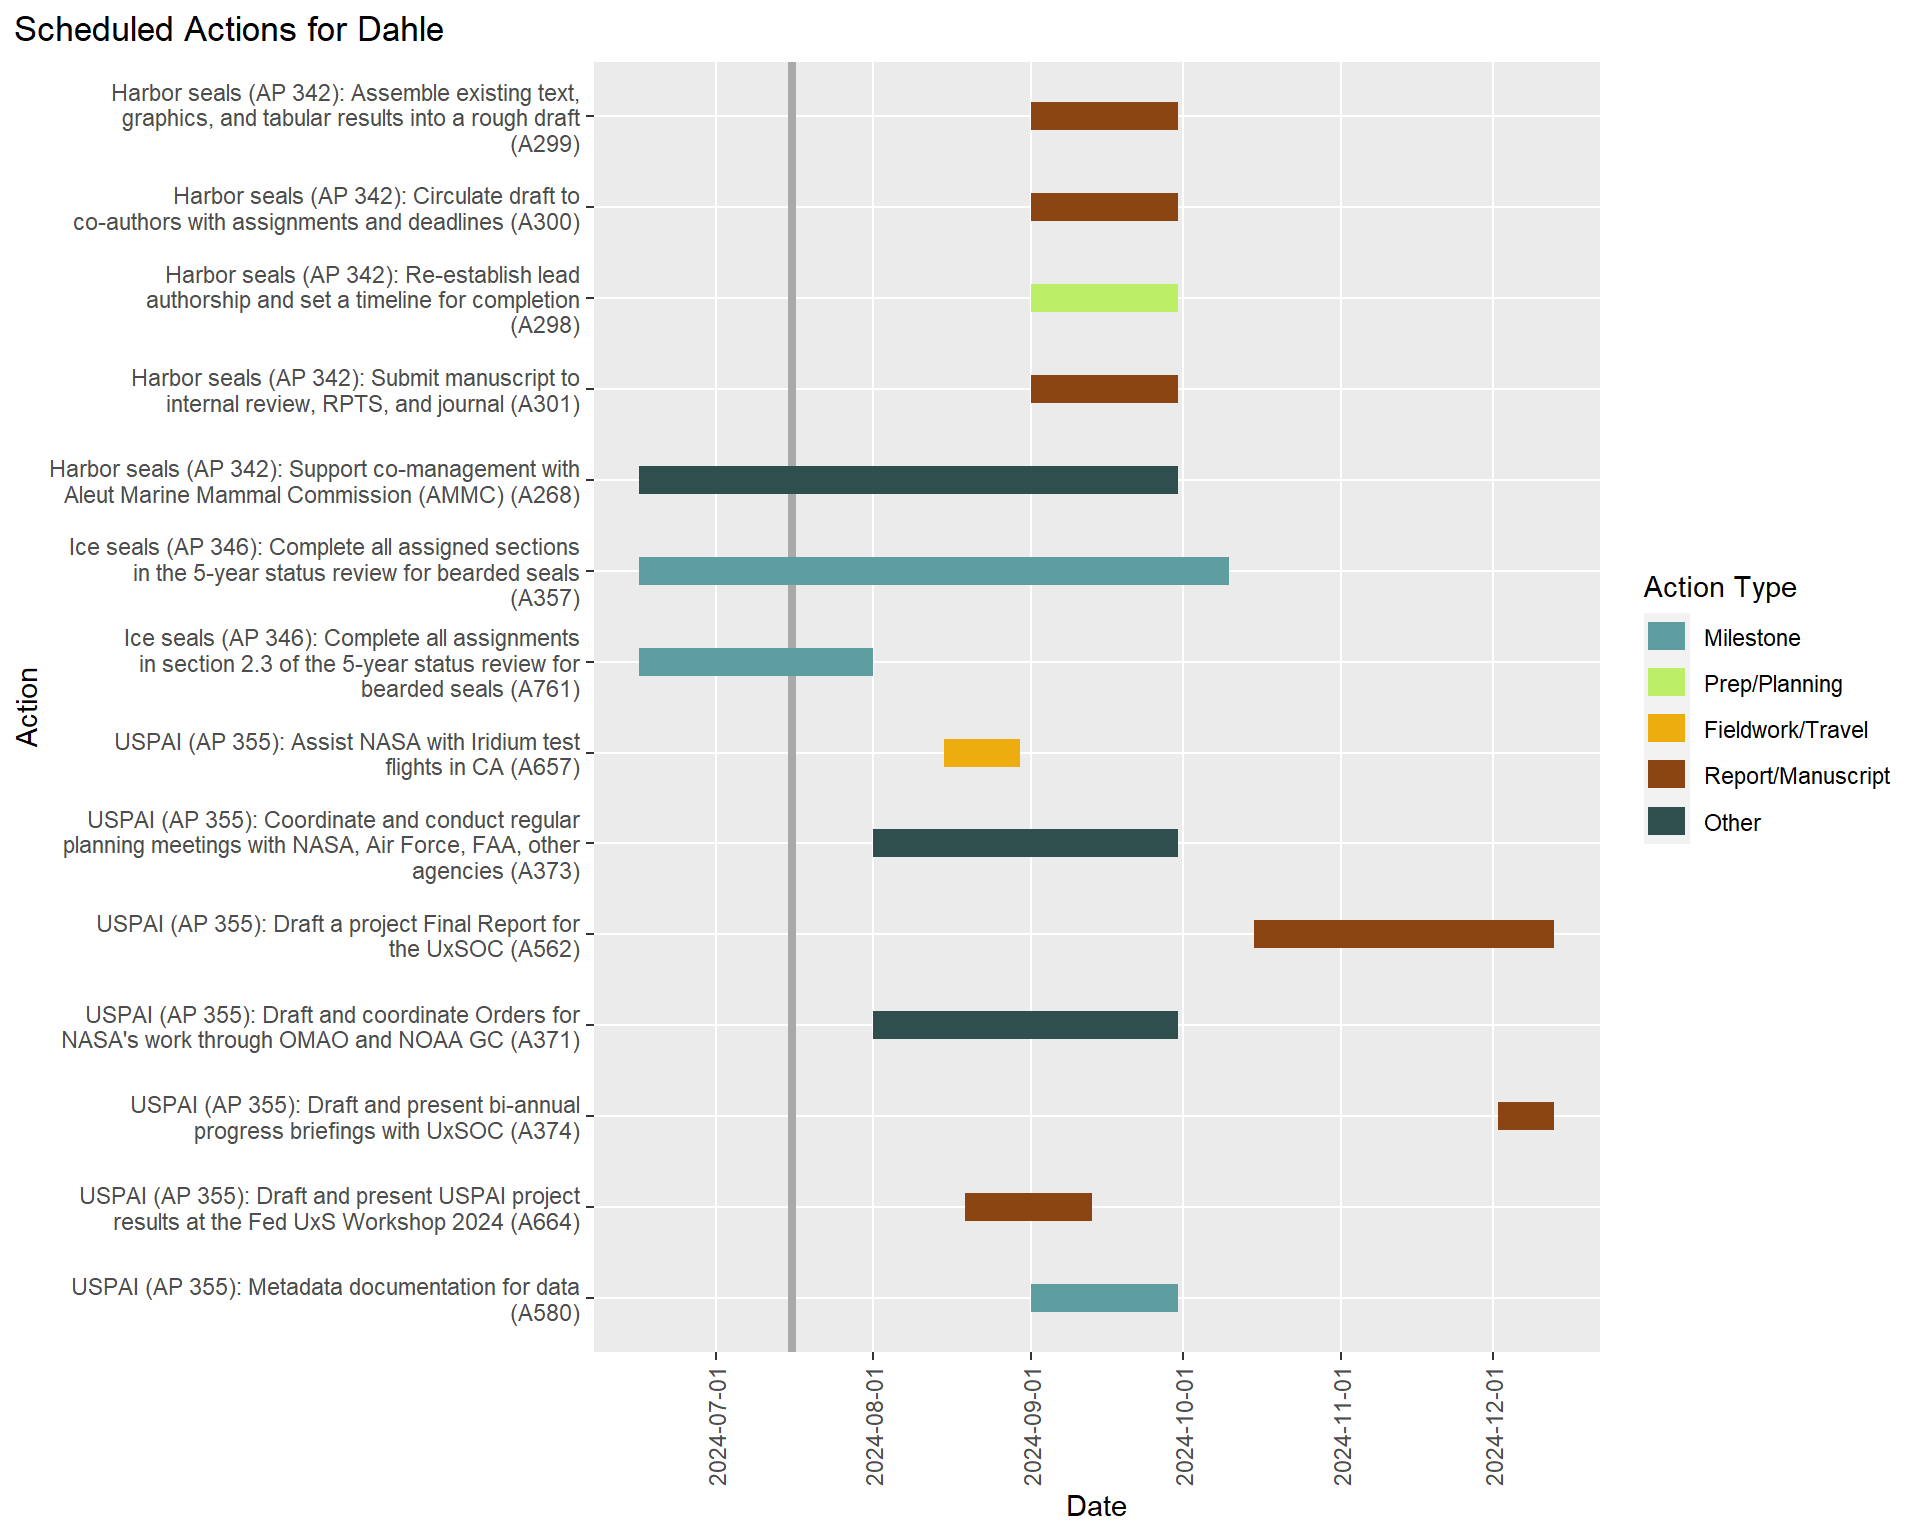 Scheduled Actions for Dahle
Harbor seals (AP 342): Assemble existing text,
graphics, and tabular results into a rough draft
(A299)
Harbor seals (AP 342): Circulate draft to
co-authors with assignments and deadlines (A300)
Harbor seals (AP 342): Re-establish lead
authorship and set a timeline for completion
(A298)
Harbor seals (AP 342): Submit manuscript to
internal review, RPTS, and journal (A301)
Harbor seals (AP 342): Support co-management with
Aleut Marine Mammal Commission (AMMC) (A268)
Ice seals (AP 346): Complete all assigned sections
in the 5-year status review for bearded seals
(A357)
Ice seals (AP 346): Complete all assignments
in section 2.3 of the 5-year status review for
bearded seals (A761)
USPAI (AP 355): Assist NASA with Iridium test
flights in CA (A657)
USPAI (AP 355): Coordinate and conduct regular
planning meetings with NASA, Air Force, FAA, other
agencies (A373)
USPAI (AP 355): Draft a project Final Report for
the UxSOC (A562)
USPAI (AP 355): Draft and coordinate Orders for
NASA's work through OMAO and NOAA GC (A371)
USPAI (AP 355): Draft and present bi-annual
progress briefings with UxSOC (A374)
USPAI (AP 355): Draft and present USPAI project
results at the Fed UxS Workshop 2024 (A664)
USPAI (AP 355): Metadata documentation for data
(A580)
Action
2024-07-01
2024-08-01
2024-09-01
2024-10-01
2024-11-01
2024-12-01
Date
Action Type
Milestone
Prep/Planning
Fieldwork/Travel
Report/Manuscript
Other